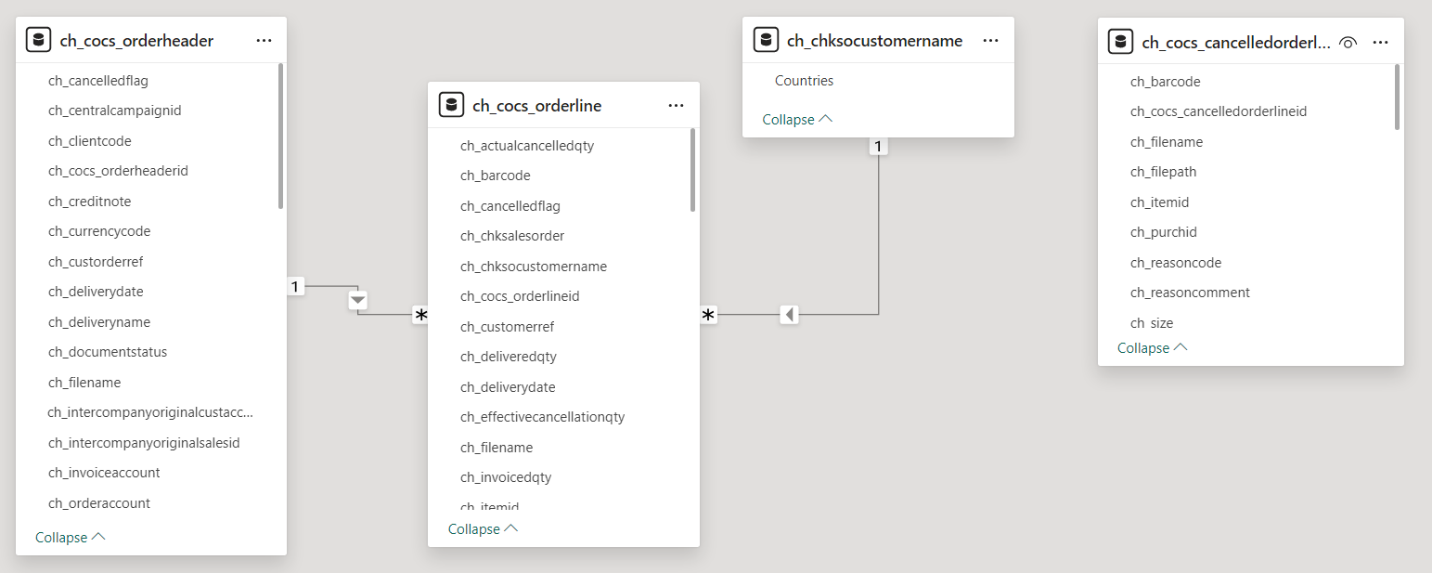 ch_cocs_orderheader
ch_cancelledflag
ch_centralcampaignid
ch_clientcode
ch_cocs_orderheaderid
ch_creditnote
ch_currencycode
ch_custorderref
ch_deliverydate
ch_deliveryname
ch_documentstatus
ch_filename
ch_intercompanyoriginalcustacc...
ch_intercompanyoriginalsalesid
ch_invoiceaccount
ch_orderaccount
Collapse
1
*
ch_cocs_orderline
ch_actualcancelledqty
ch_barcode
ch_cancelledflag
ch_chksalesorder
ch_chksocustomername
ch_cocs_orderlineid
ch_customerref
ch_deliveredqty
ch_deliverydate
ch_effectivecancellationqty
ch_filename
ch_invoicedqty
ch_itemid
Collapse
*
1
ch_chksocustomername
Countries
Collapse
ch_cocs_cancelledorderl...
ch_barcode
ch_cocs_cancelledorderlineid
ch_filename
ch_filepath
ch_itemid
ch_purchid
ch_reasoncode
ch_reasoncomment
ch_size
Collapse